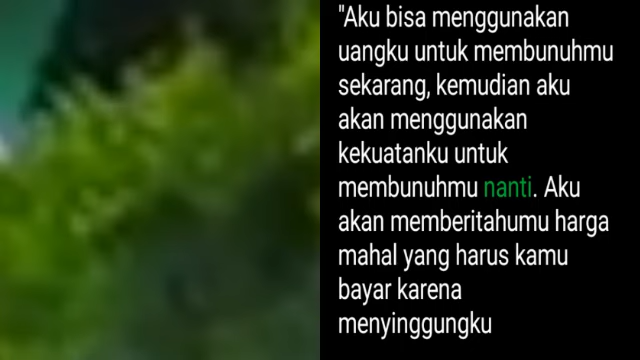 "Aku bisa menggunakan
uangku untuk membunuhmu
sekarang, kemudian aku
akan menggunakan
kekuatanku untuk
membunuhmu nanti. Aku
akan memberitahumu harga
mahal yang harus kamu
bayar karena
menyinggungku